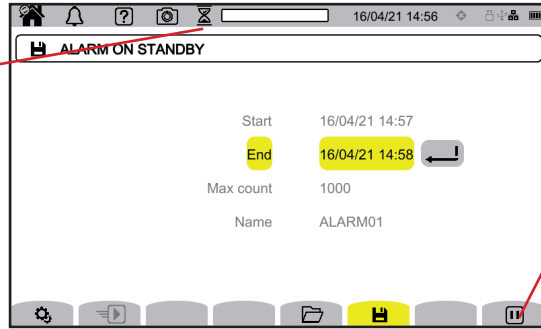 16/04/21 14:56
ALARM ON STANDBY
Start 16/04/21 14:57
End 16/04/21 14:58
Max count 1000
Name ALARM01